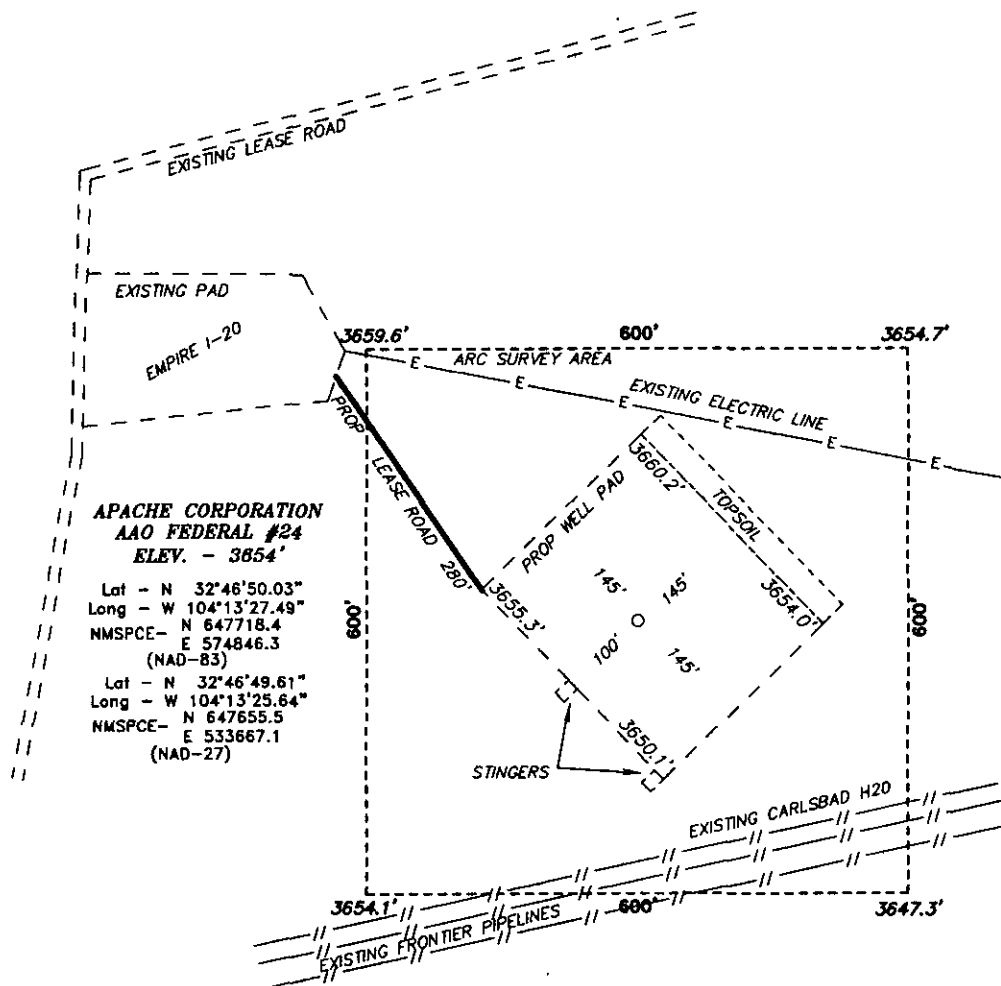 EXISTING LEASE ROAD
EXISTING PAD
EMPIRE I-20
3659.6'
600'
3654.7'
ARC SURVEY AREA
E
E
E
E
E
E
EXISTING ELECTRIC LINE
PROP LEASE ROAD 280'
PROP WELL PAD
3660.2'
TOPSOIL
3654.0'
3655.3'
145'
145'
100'
145'
3650.1'
600'
600'
APACHE CORPORATION
AAO FEDERAL #24
ELEV. - 3654'
Lat - N 32°46'50.03"
Long - W 104°13'27.49"
NMSPCE- N 647718.4
E 574846.3
(NAD-83)
Lat - N 32°46'49.61"
Long - W 104°13'25.64"
NMSPCE- N 647655.5
E 533667.1
(NAD-27)
STINGERS
EXISTING CARLSBAD H20
3654.1'
600'
3647.3'
EXISTING FRONTIER PIPELINES